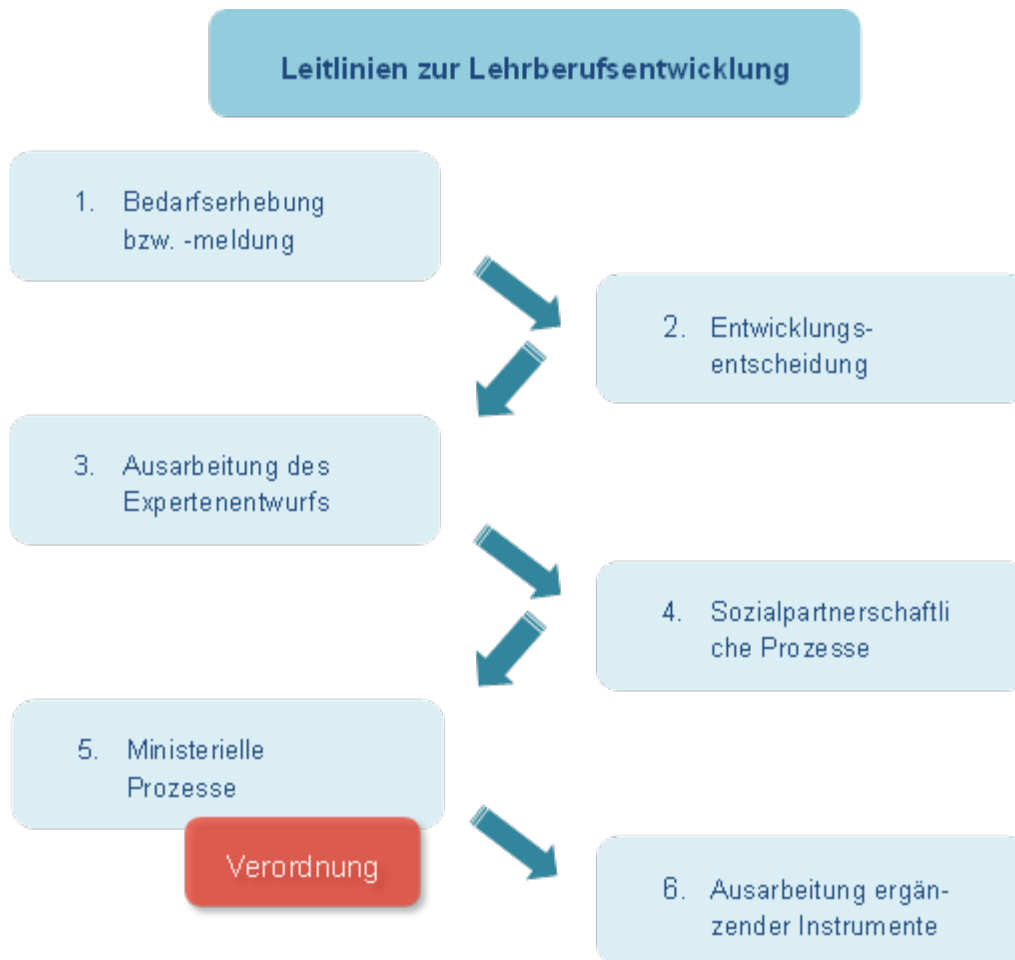 Leitlinien zur Lehrberufsentwicklung
1. Bedarfserhebung
bzw. -meldung
2. Entwicklungs-
entscheidung
3. Ausarbeitung des
Expertenentwurfs
4. Sozialpartnerschaftli
che Prozesse
5. Ministerielle
Prozesse
Verordnung
6. Ausarbeitung ergän-
zender Instrumente